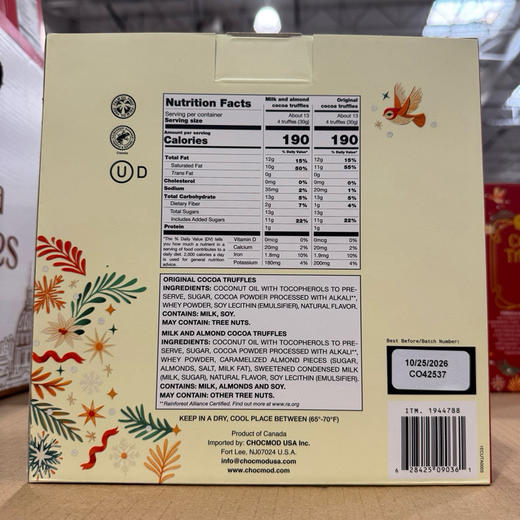 Nutrition Facts
Milk and almond cocoa truffles
Original cocoa truffles
Serving per container About 13 About 13
Serving size 4 truffles (30g) 4 truffles (30g)
Amount per serving
Calories 190 190
% Daily Value* % Daily Value*
Total Fat 12g 15% 12g 15%
Saturated Fat 10g 50% 11g 55%
Trans Fat 0g 0g
Cholesterol 0mg 0% 0mg 0%
Sodium 35mg 2% 20mg 1%
Total Carbohydrate 13g 5% 13g 5%
Dietary Fiber 2g 7% 1g 4%
Total Sugars 13g 13g
Includes Added Sugars 11g 22% 11g 22%
Protein 1g 1g
*The % Daily Value (DV) tells
you how much a nutrient in a
serving of food contributes to a
daily diet. 2,000 calories a day
is used for general nutrition
advice.
Vitamin D 0mcg 0% 0mcg 0%
Calcium 20mg 2% 20mg 2%
Iron 1.8mg 10% 1.9mg 10%
Potassium 180mg 4% 200mg 4%
U D
ORIGINAL COCOA TRUFFLES
INGREDIENTS: COCONUT OIL WITH TOCOPHEROLS TO PRE-
SERVE, SUGAR, COCOA POWDER PROCESSED WITH ALKALI**,
WHEY POWDER, SOY LECITHIN (EMULSIFIER), NATURAL FLAVOR.
CONTAINS: MILK, SOY.
MAY CONTAIN: TREE NUTS.
MILK AND ALMOND COCOA TRUFFLES
INGREDIENTS: COCONUT OIL WITH TOCOPHEROLS TO PRE-
SERVE, SUGAR, COCOA POWDER PROCESSED WITH ALKALI**,
WHEY POWDER, CARAMELIZED ALMOND PIECES (SUGAR,
ALMONDS, SALT, MILK FAT), SWEETENED CONDENSED MILK
(MILK, SUGAR), NATURAL FLAVOR, SOY LECITHIN (EMULSIFIER).
CONTAINS: MILK, ALMONDS AND SOY.
MAY CONTAIN: OTHER TREE NUTS.
**Rainforest Alliance Certified. Find out more at www.ra.org
KEEP IN A DRY, COOL PLACE BETWEEN (65°-70°F)
Product of Canada
Imported by: CHOCMOD USA Inc.
Fort Lee, NJ07024 U.S.A.
info@chocmodusa.com
www.chocmod.com
Best Before/Batch Number:
10/25/2026
CO42537
ITM. 1944788
6 28425 09036 1